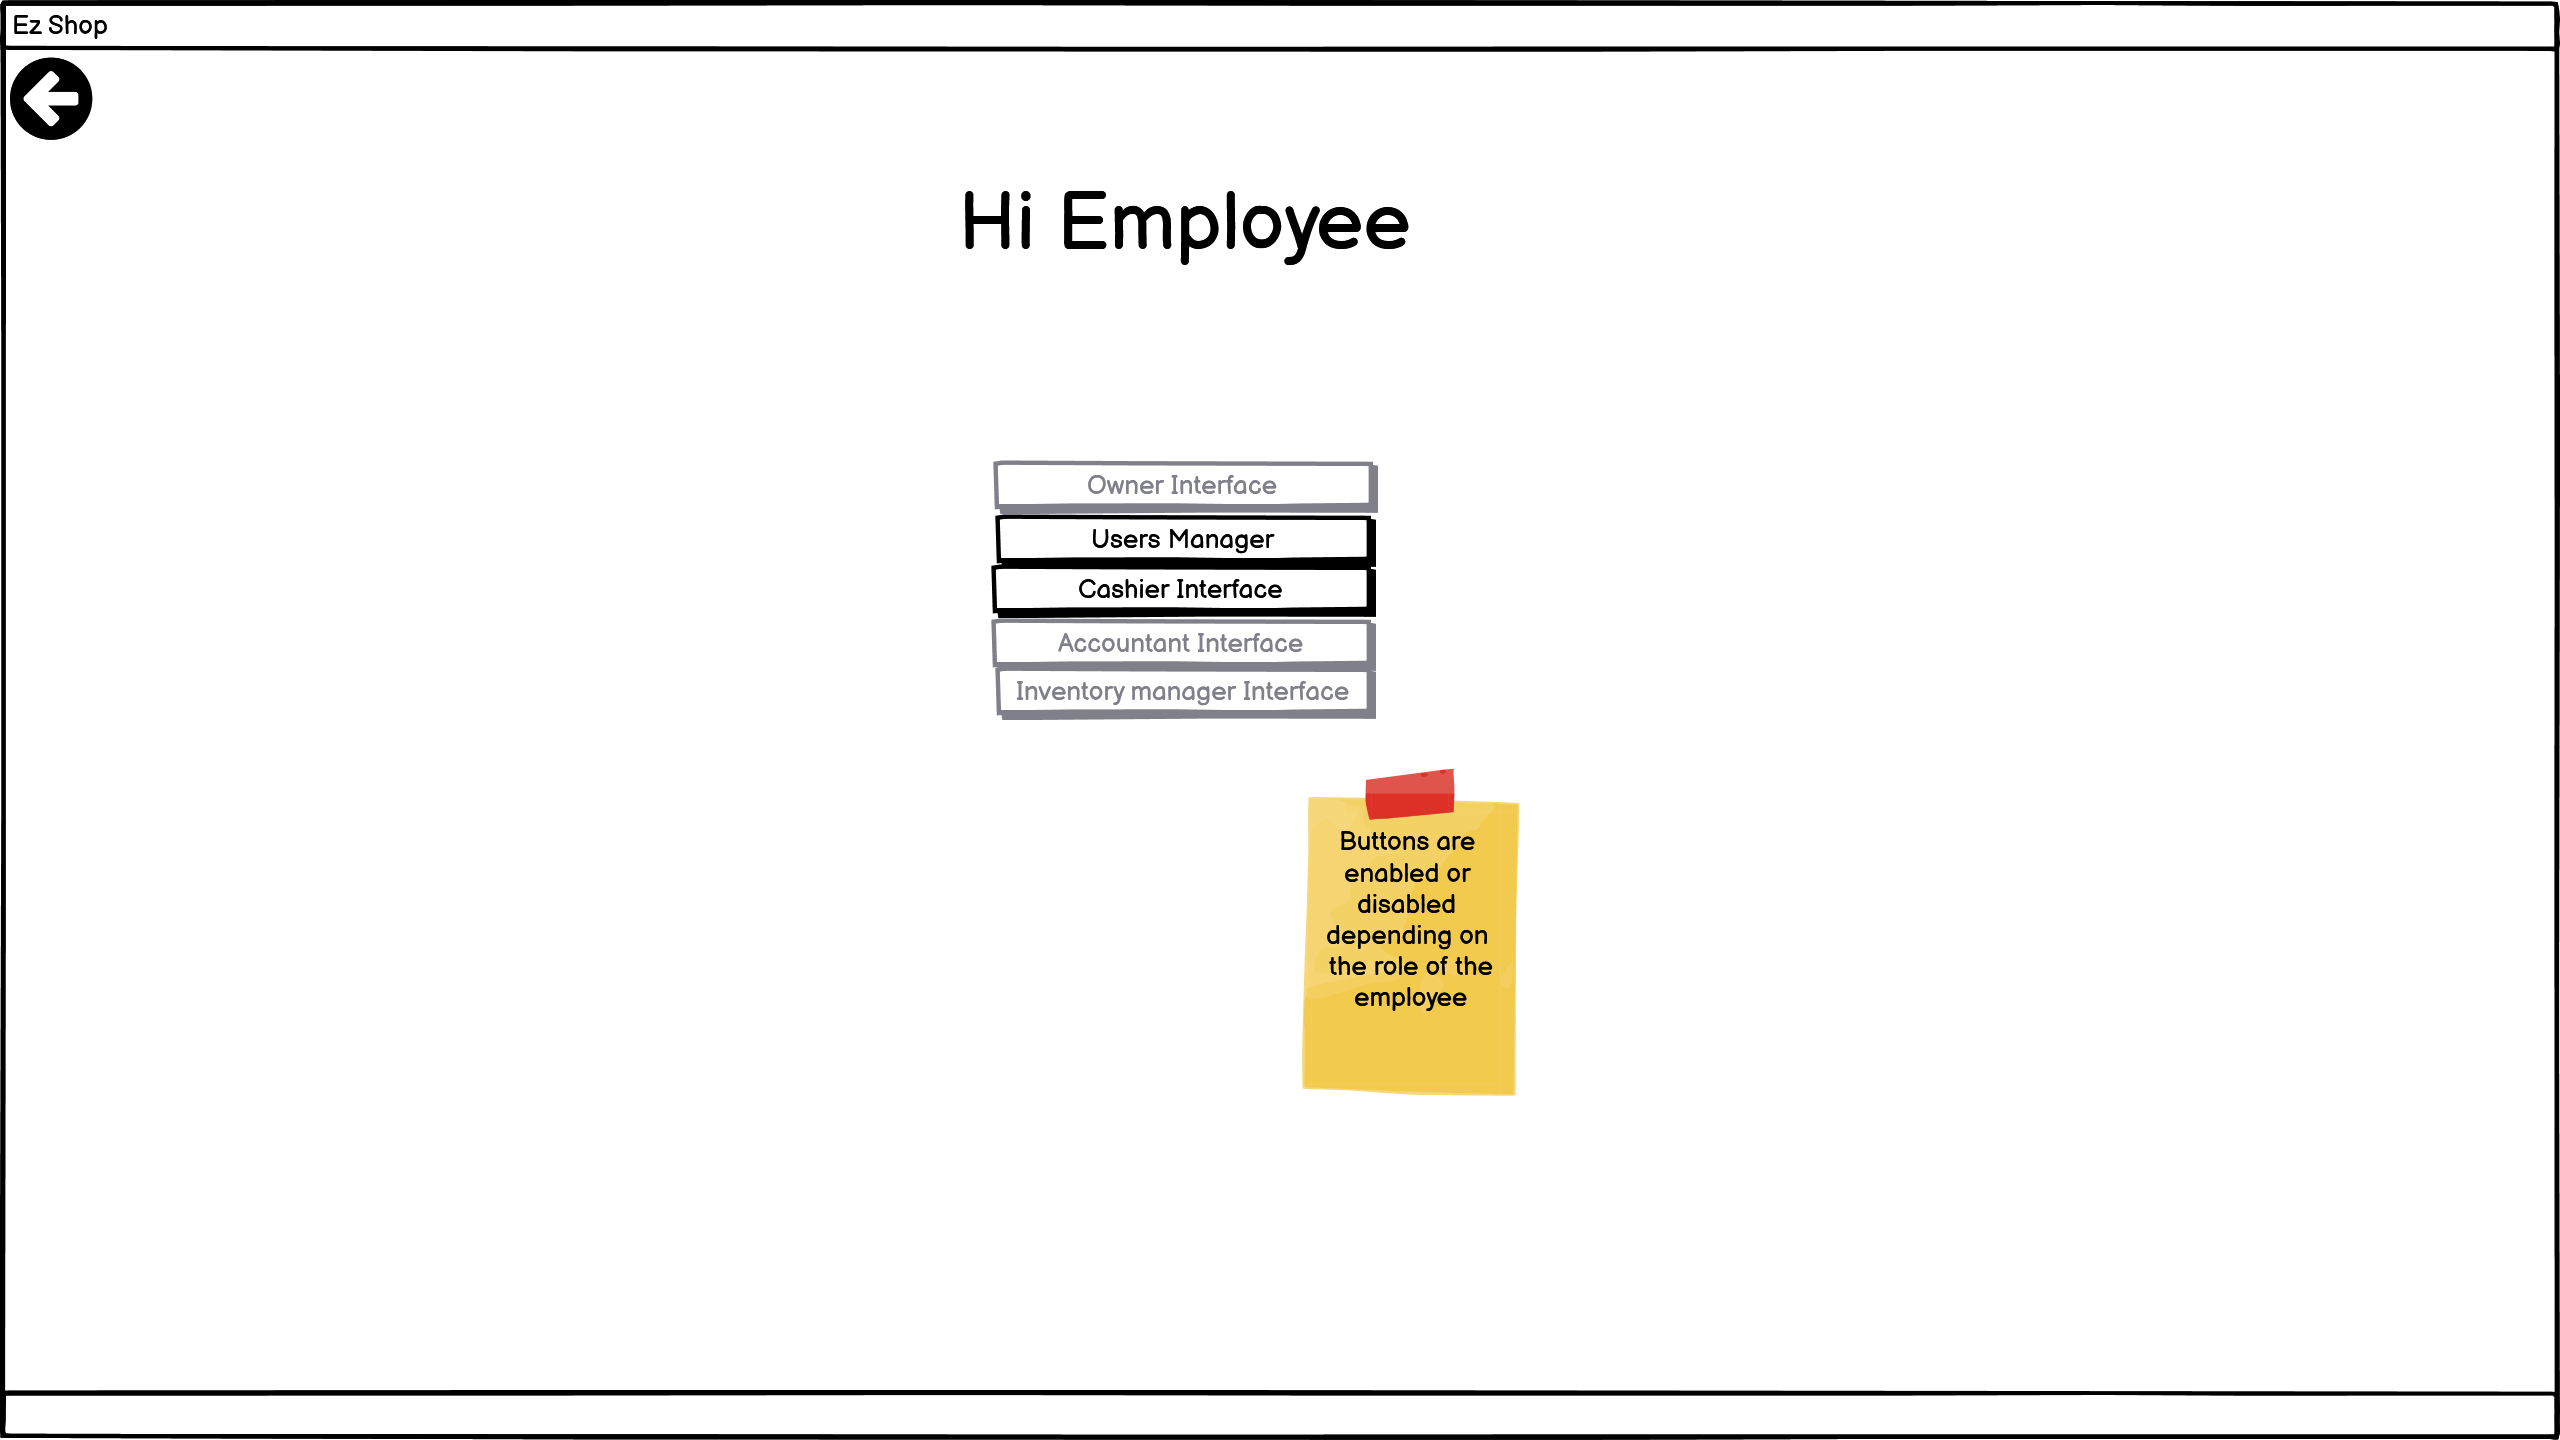 Ez Shop
Hi Employee
Owner Interface
Users Manager
Cashier Interface
Accountant Interface
Inventory manager Interface
Buttons are
enabled or
disabled
depending on
the role of the
employee